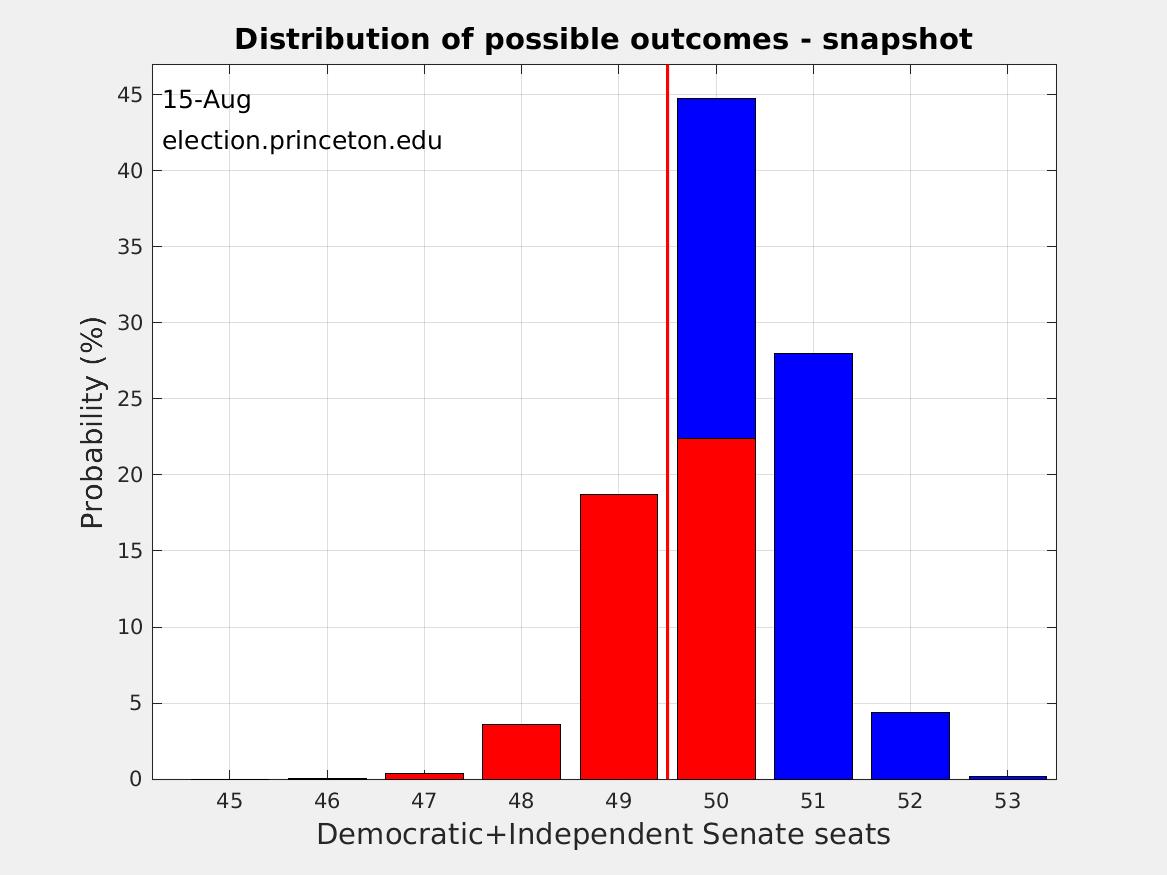 Distribution of possible outcomes - snapshot
15-Aug
election.princeton.edu
Probability (%)
45
40
35
30
25
20
15
10
5
0
45 46 47 48 49 50 51 52 53
Democratic+Independent Senate seats